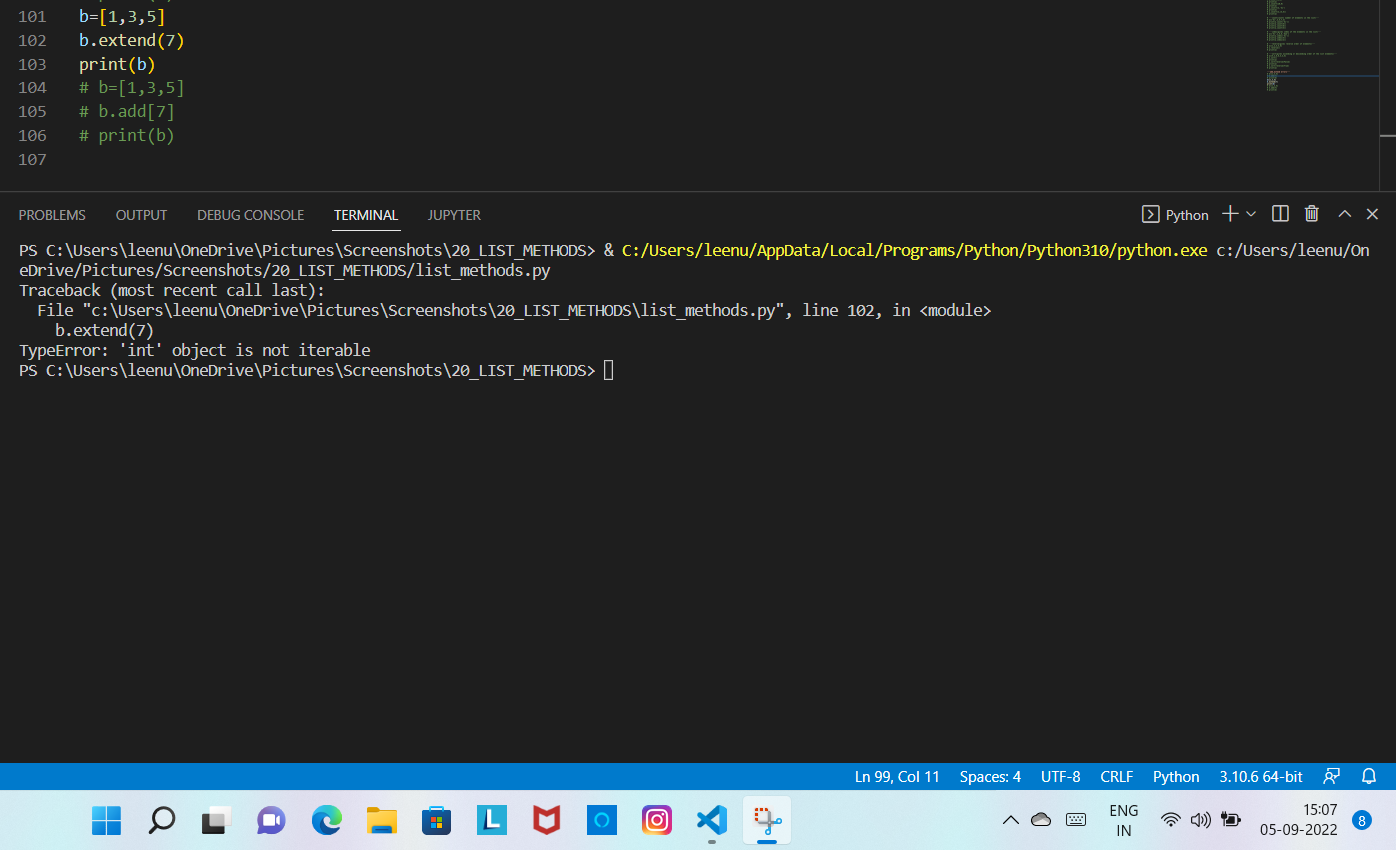 101 b=[1,3,5]
102 b.extend(7)
103 print(b)
104 # b=[1,3,5]
105 # b.add[7]
106 # print(b)
107
PROBLEMS OUTPUT DEBUG CONSOLE TERMINAL JUPYTER Python
PS C:\Users\leenu\OneDrive\Pictures\Screenshots\20_LIST_METHODS> & C:/Users/leenu/AppData/Local/Programs/Python/Python310/python.exe c:/Users/leenu/On
eDrive/Pictures/Screenshots/20_LIST_METHODS/list_methods.py
Traceback (most recent call last):
File "c:\Users\leenu\OneDrive\Pictures\Screenshots\20_LIST_METHODS\list_methods.py", line 102, in <module>
b.extend(7)
TypeError: 'int' object is not iterable
PS C:\Users\leenu\OneDrive\Pictures\Screenshots\20_LIST_METHODS>
Ln 99, Col 11 Spaces: 4 UTF-8 CRLF Python 3.10.6 64-bit
L
ENG
IN
15:07
05-09-2022
8